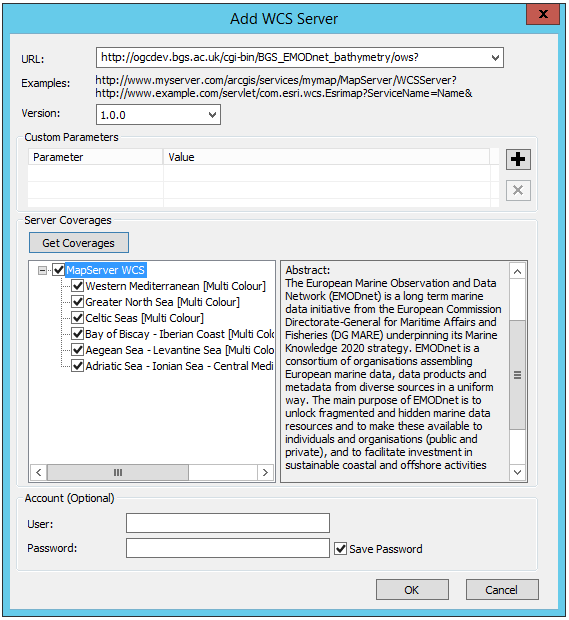 Add WCS Server
x
URL: http://ogcdev.bgs.ac.uk/cgi-bin/BGS_EMODnet_bathymetry/ows?
Examples: http://www.myserver.com/arcgis/services/mymap/MapServer/WCSServer?
http://www.example.com/servlet/com.esri.wcs.Esrimap?ServiceName=Name&
Version: 1.0.0
Custom Parameters
Parameter Value
Server Coverages
Get Coverages
MapServer WCS
Western Mediterranean [Multi Colour]
Greater North Sea [Multi Colour]
Celtic Seas [Multi Colour]
Bay of Biscay - Iberian Coast [Multi Colo
Aegean Sea - Levantine Sea [Multi Colo
Adriatic Sea - Ionian Sea - Central Medi
Abstract:
The European Marine Observation and Data
Network (EMODnet) is a long term marine
data initiative from the European Commission
Directorate-General for Maritime Affairs and
Fisheries (DG MARE) underpinning its Marine
Knowledge 2020 strategy. EMODnet is a
consortium of organisations assembling
European marine data, data products and
metadata from diverse sources in a uniform
way. The main purpose of EMODnet is to
unlock fragmented and hidden marine data
resources and to make these available to
individuals and organisations (public and
private), and to facilitate investment in
sustainable coastal and offshore activities
Account (Optional)
User:
Password: Save Password
OK Cancel